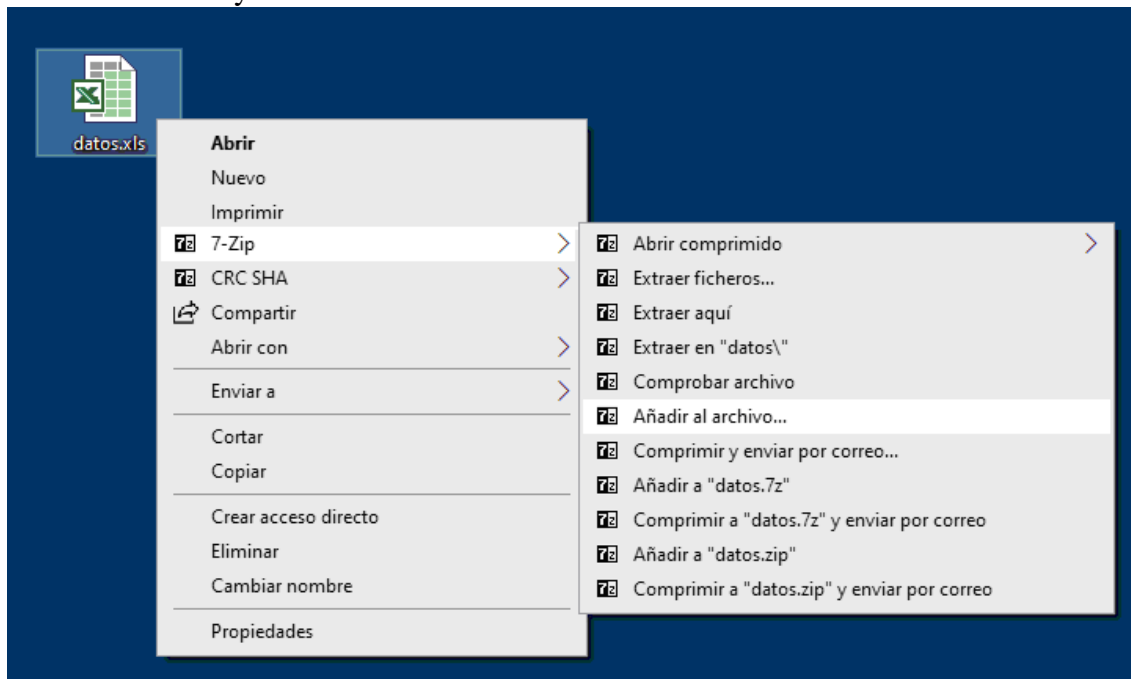 datos.xls
Abrir
Nuevo
Imprimir
7-Zip
CRC SHA
Compartir
Abrir con
Enviar a
Cortar
Copiar
Crear acceso directo
Eliminar
Cambiar nombre
Propiedades
Abrir comprimido
Extraer ficheros...
Extraer aquí
Extraer en "datos\"
Comprobar archivo
Añadir al archivo...
Comprimir y enviar por correo...
Añadir a "datos.7z"
Comprimir a "datos.7z" y enviar por correo
Añadir a "datos.zip"
Comprimir a "datos.zip" y enviar por correo